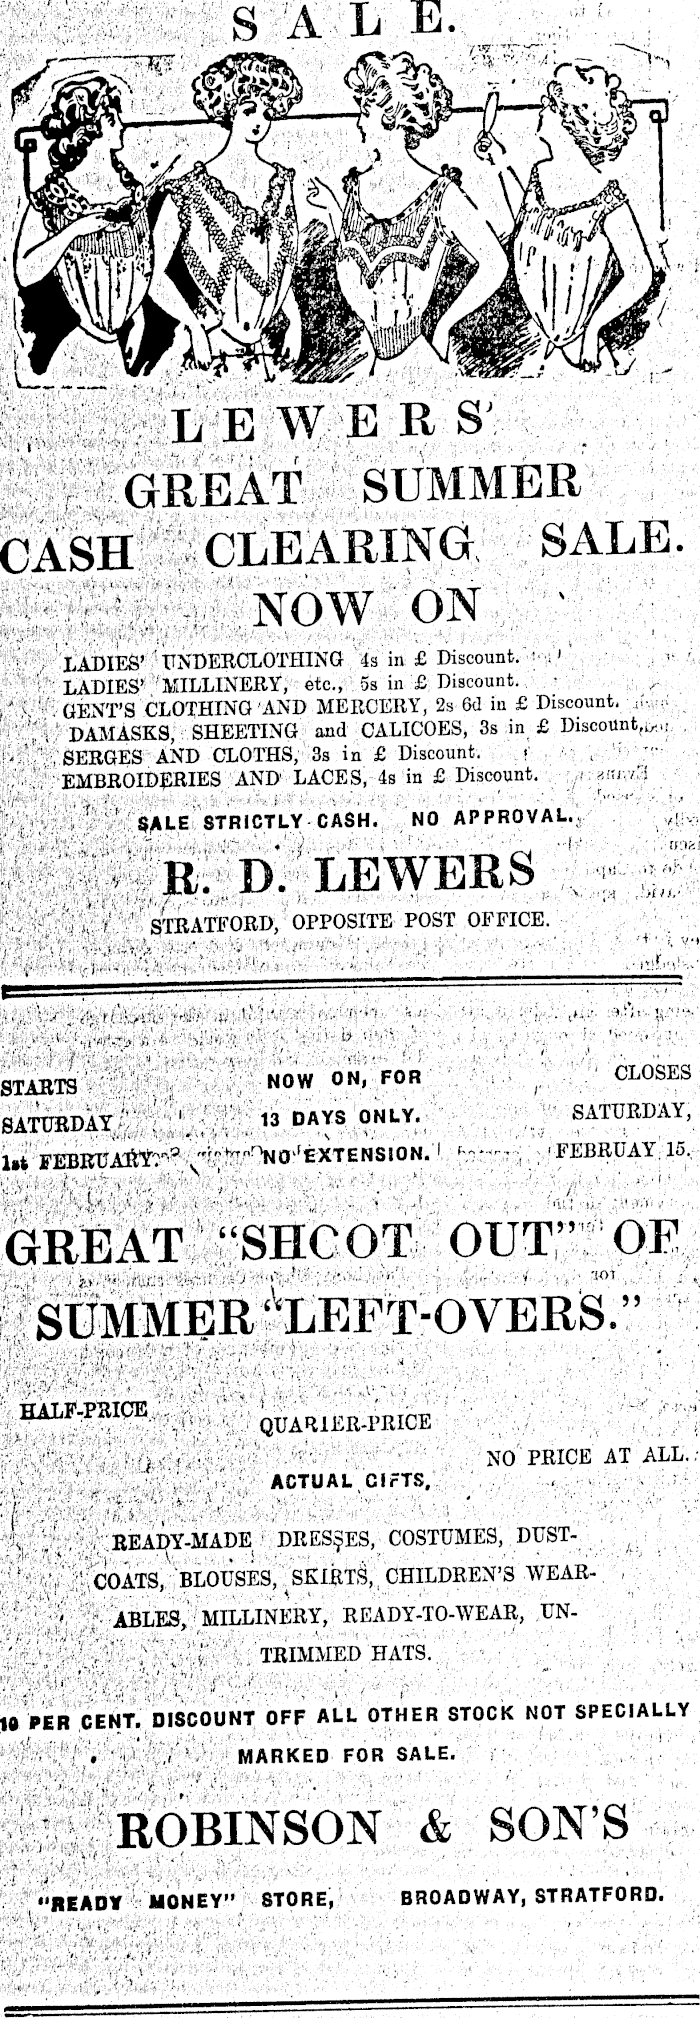 SALE.
LEWERS'
GREAT SUMMER
CASH CLEARING SALE.
NOW ON
LADIES' UNDERCLOTHING 4s in £ Discount.
LADIES' MILLINERY, etc., 5s in £ Discount.
GENT'S CLOTHING AND MERCERY, 2s 6d in £ Discount.
DAMASKS, SHEETING and CALICOES, 3s in £ Discount,
SERGES AND CLOTHS, 3s in £ Discount.
EMBROIDERIES AND LACES, 4s in £ Discount.
SALE STRICTLY CASH. NO APPROVAL.
R. D. LEWERS
STRATFORD, OPPOSITE POST OFFICE.
STARTS NOW ON, FOR CLOSES
SATURDAY 13 DAYS ONLY. SATURDAY,
1st FEBRUARY. NO EXTENSION. FEBRUAY 15.
GREAT "SHOOT OUT" OF
SUMMER "LEFT-OVERS."
HALF-PRICE
QUARTER-PRICE
NO PRICE AT ALL.
ACTUAL GIFTS,
READY-MADE DRESSES, COSTUMES, DUST-
COATS, BLOUSES, SKIRTS, CHILDREN'S WEAR-
ABLES, MILLINERY, READY-TO-WEAR, UN-
TRIMMED HATS.
10 PER CENT. DISCOUNT OFF ALL OTHER STOCK NOT SPECIALLY
MARKED FOR SALE.
ROBINSON & SON'S
"READY MONEY" STORE, BROADWAY, STRATFORD.